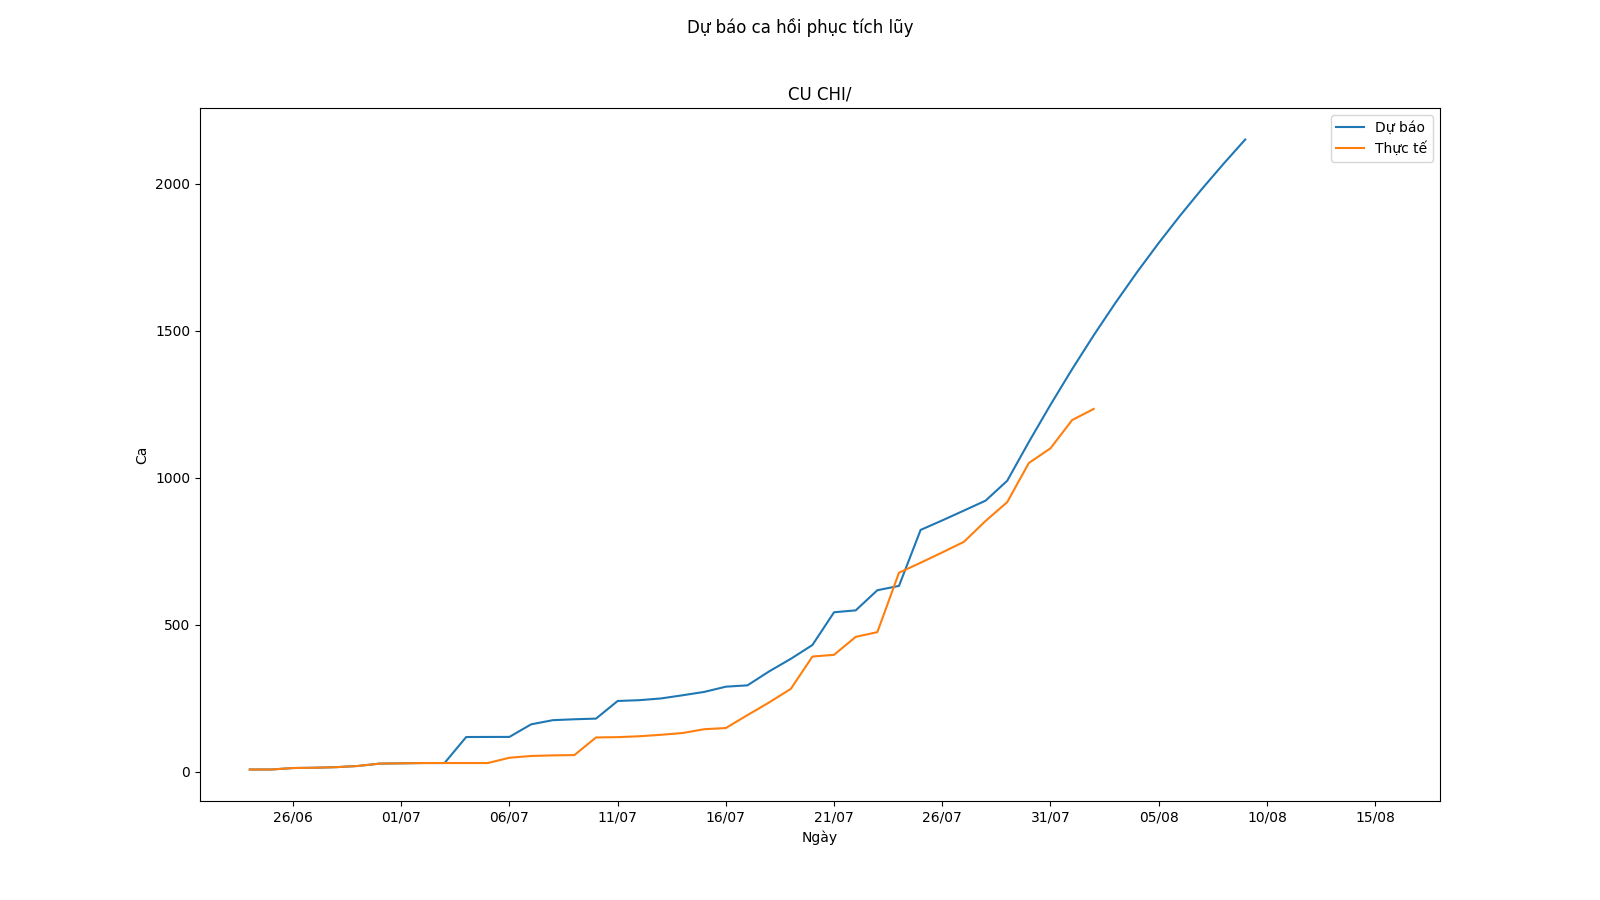 Dự báo ca hồi phục tích lũy
CU CHI/
Dự báo
Thực tế
2000
1500
1000
500
0
Ca
26/06 01/07 06/07 11/07 16/07 21/07 26/07 31/07 05/08 10/08 15/08
Ngày